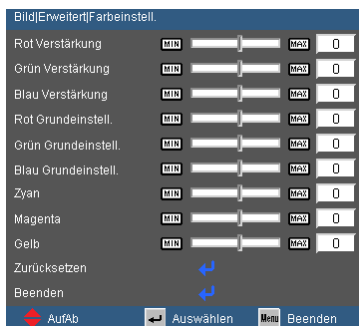 Bild|Erweitert|Farbeinstell.
Rot Verstärkung MIN MAX 0
Grün Verstärkung MIN MAX 0
Blau Verstärkung MIN MAX 0
Rot Grundeinstell. MIN MAX 0
Grün Grundeinstell. MIN MAX 0
Blau Grundeinstell. MIN MAX 0
Zyan MIN MAX 0
Magenta MIN MAX 0
Gelb MIN MAX 0
Zurücksetzen
Beenden
AufAb Auswählen Menu Beenden